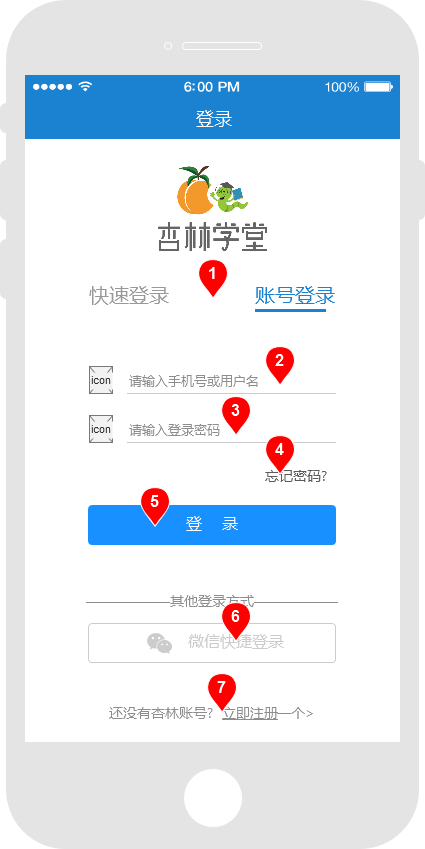 6:00 PM 100%
登录
杏林学堂
1
快速登录 账号登录
2
icon 请输入手机号或用户名
3
icon 请输入登录密码
4
忘记密码?
5
登 录
其他登录方式
6
微信快捷登录
7
还没有杏林账号? 立即注册一个>